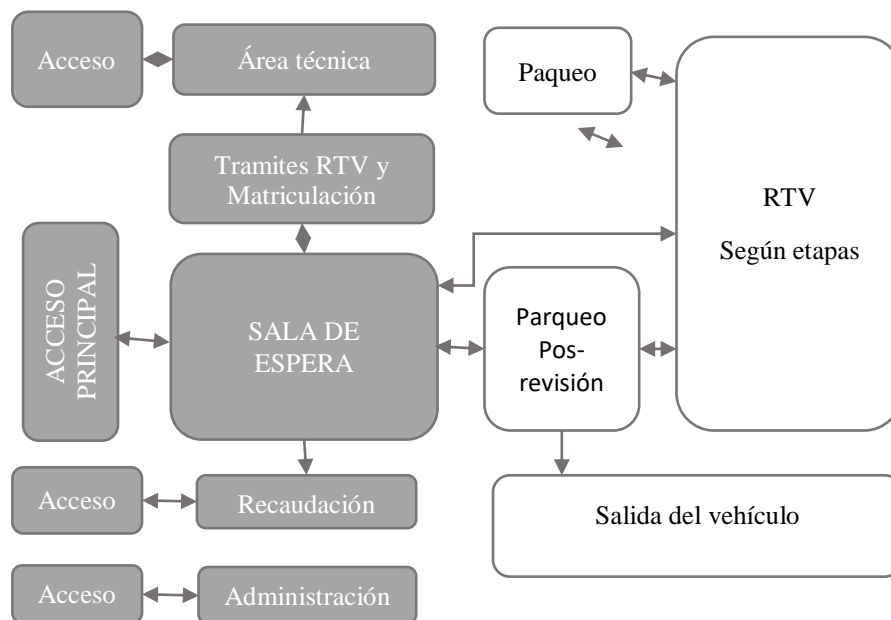 Acceso
Área técnica
Paqueo
Tramites RTV y
Matriculación
RTV
Según etapas
ACCESO
PRINCIPAL
SALA DE
ESPERA
Parqueo
Pos-
revisión
Acceso
Recaudación
Salida del vehículo
Acceso
Administración